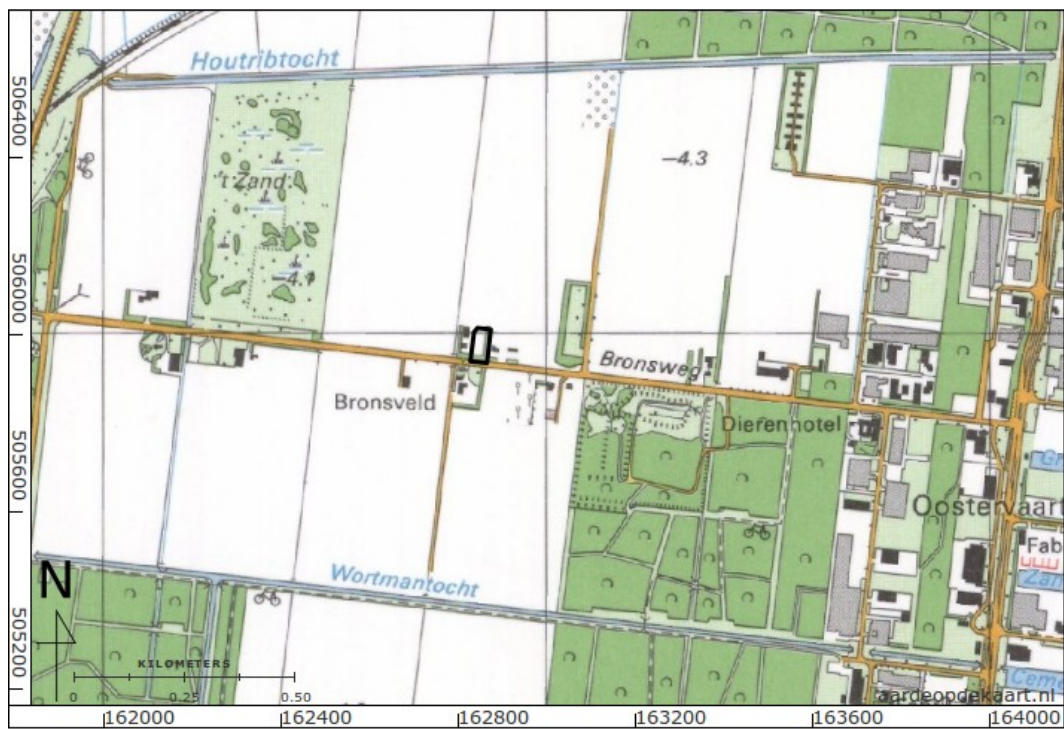 Houtribtocht
506400
-4.3
't Zand
-4.1
506000
Bronsweg
Bronsveld
Dierenhotel
505600
Oostervaart
Fab
Wortmantocht
N
505200
KILOMETERS
0 0.25 0.50
Ceme
aardeopdekaart.nl
162000 162400 162800 163200 163600 164000